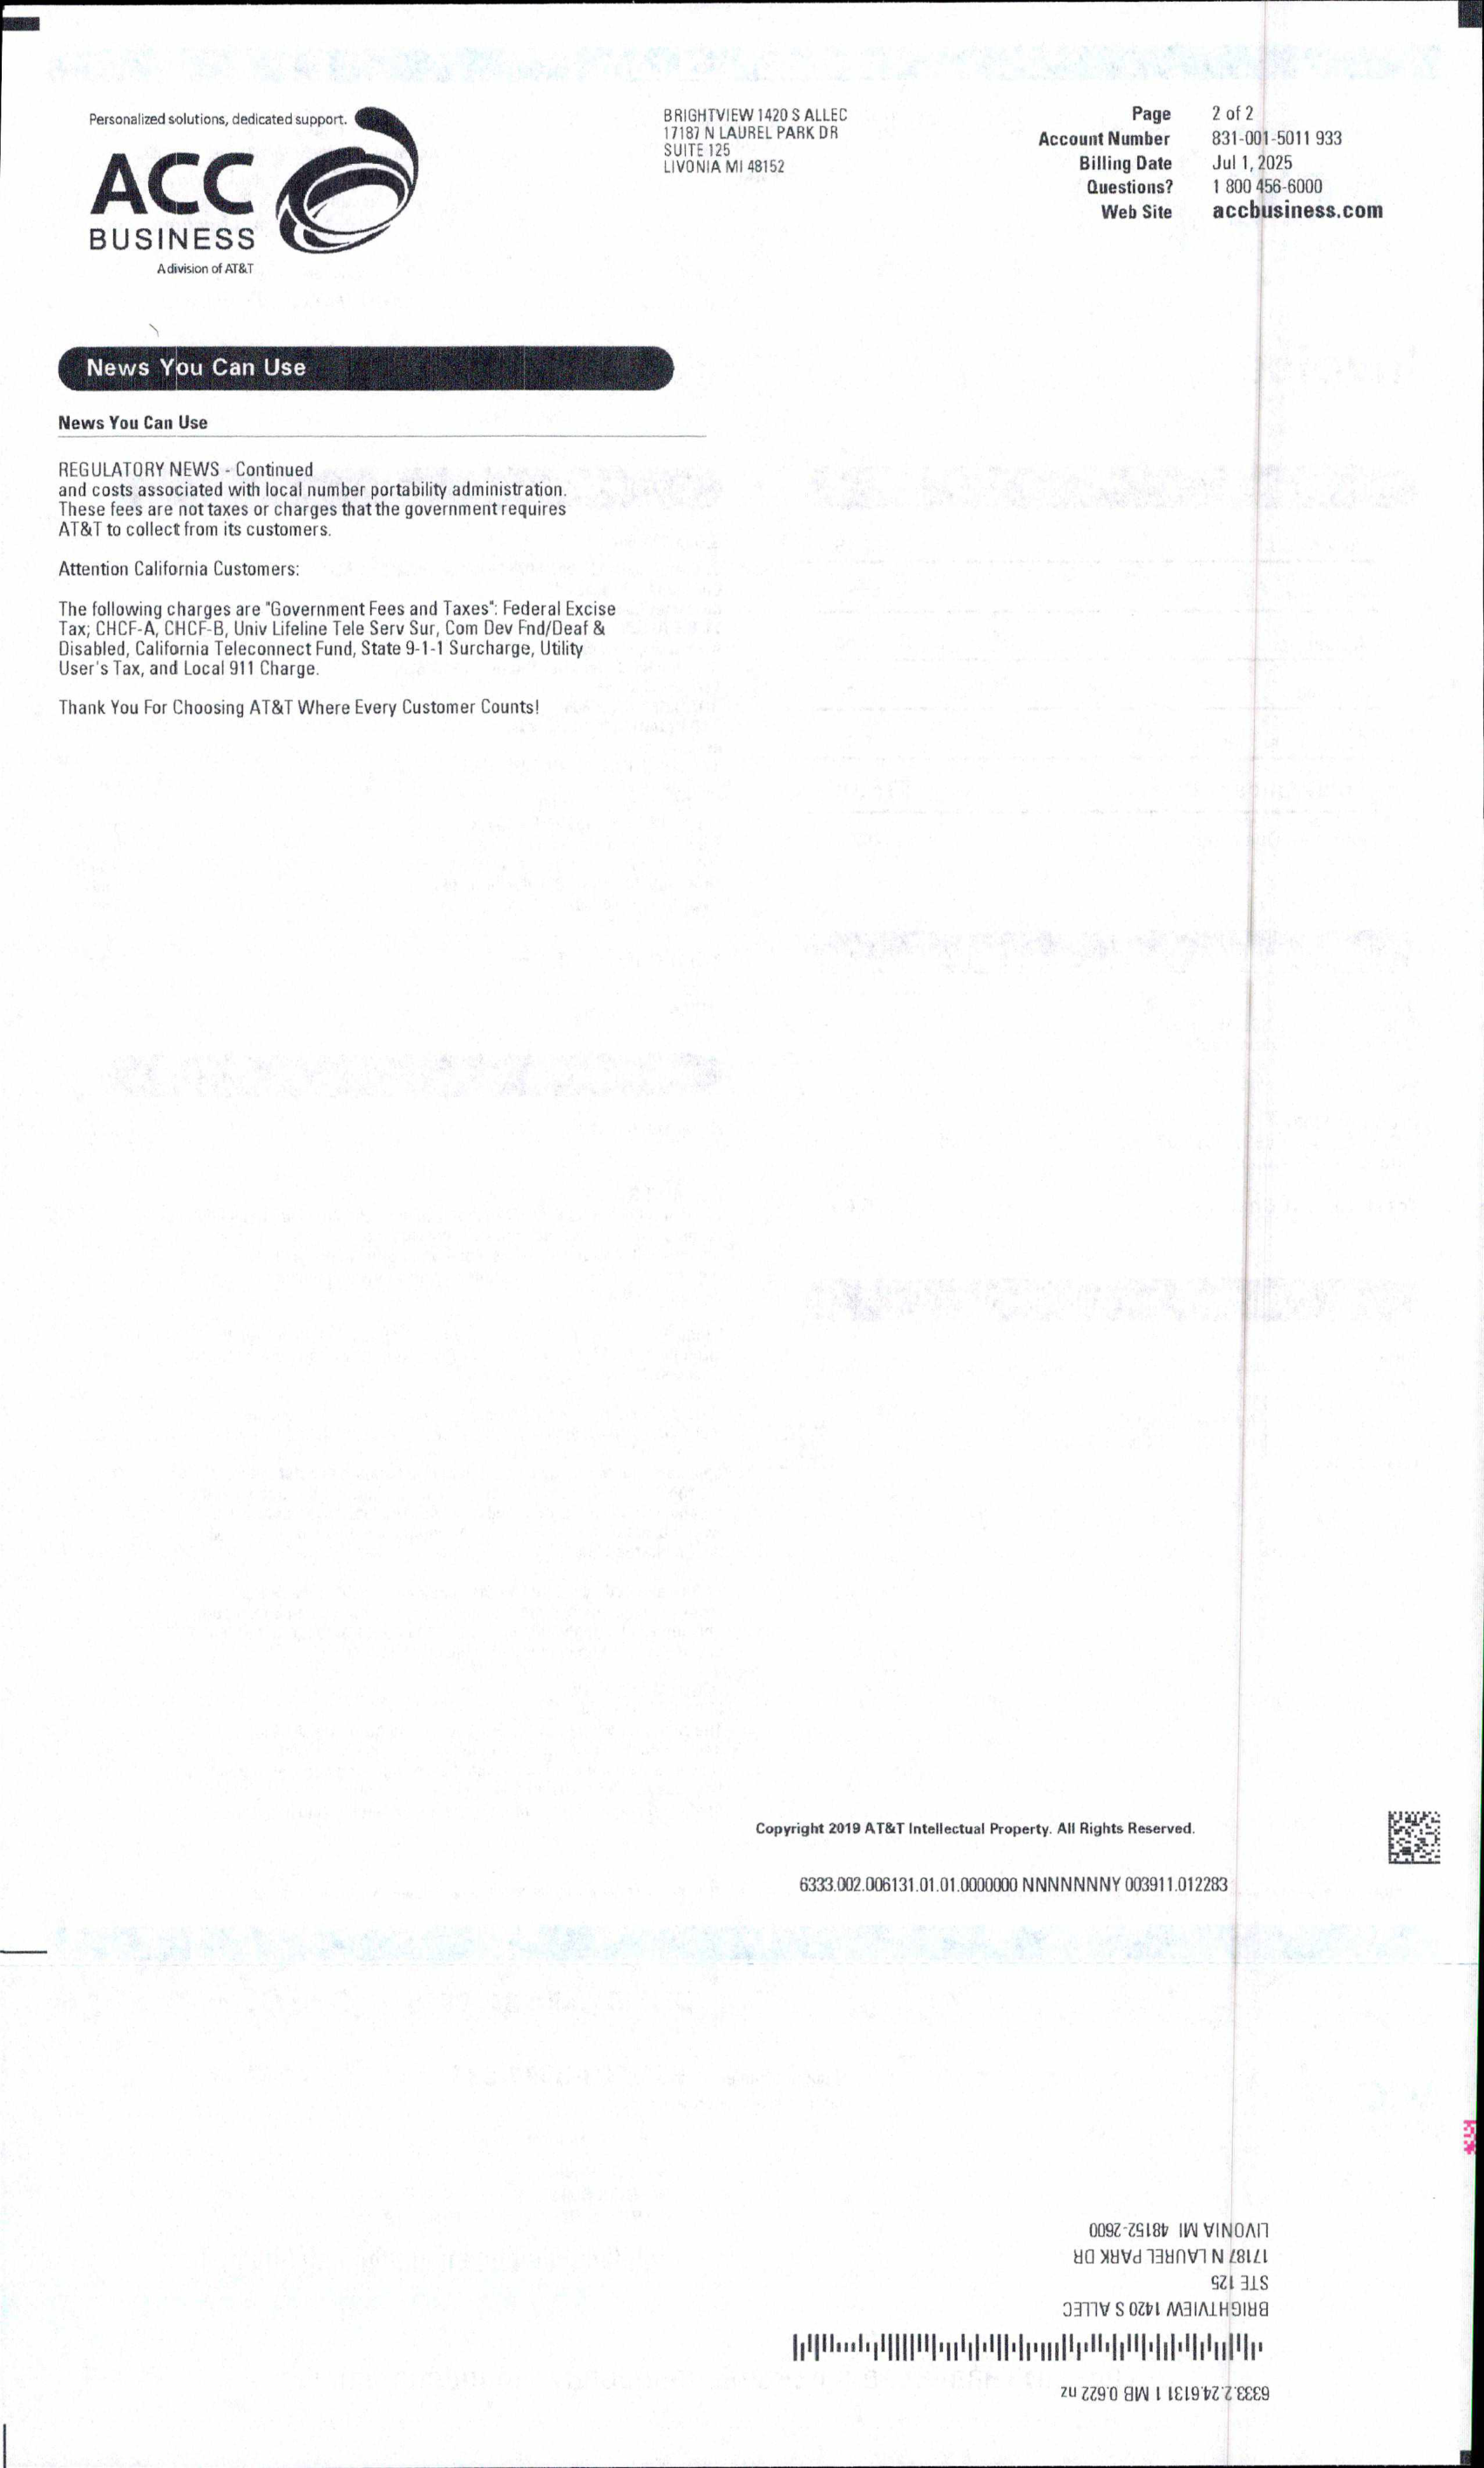 Personalized solutions, dedicated support.
ACC
BUSINESS
A division of AT&T
BRIGHTVIEW 1420 S ALLEC
17187 N LAUREL PARK DR
SUITE 125
LIVONIA MI 48152
Page 2 of 2
Account Number 831-001-5011 933
Billing Date Jul 1, 2025
Questions? 1 800 456-6000
Web Site accbusiness.com
News You Can Use
News You Can Use
REGULATORY NEWS - Continued
and costs associated with local number portability administration.
These fees are not taxes or charges that the government requires
AT&T to collect from its customers.
Attention California Customers:
The following charges are "Government Fees and Taxes": Federal Excise
Tax; CHCF-A, CHCF-B, Univ Lifeline Tele Serv Sur, Com Dev Fnd/Deaf &
Disabled, California Teleconnect Fund, State 9-1-1 Surcharge, Utility
User's Tax, and Local 911 Charge.
Thank You For Choosing AT&T Where Every Customer Counts!
Copyright 2019 AT&T Intellectual Property. All Rights Reserved.
6333.002.006131.01.01.0000000 NNNNNNNY 003911.012283
6333.2.24.6131 1 MB 0.622 nz
BRIGHTVIEW 1420 S ALLEC
STE 125
17187 N LAUREL PARK DR
LIVONIA MI 48152-2600